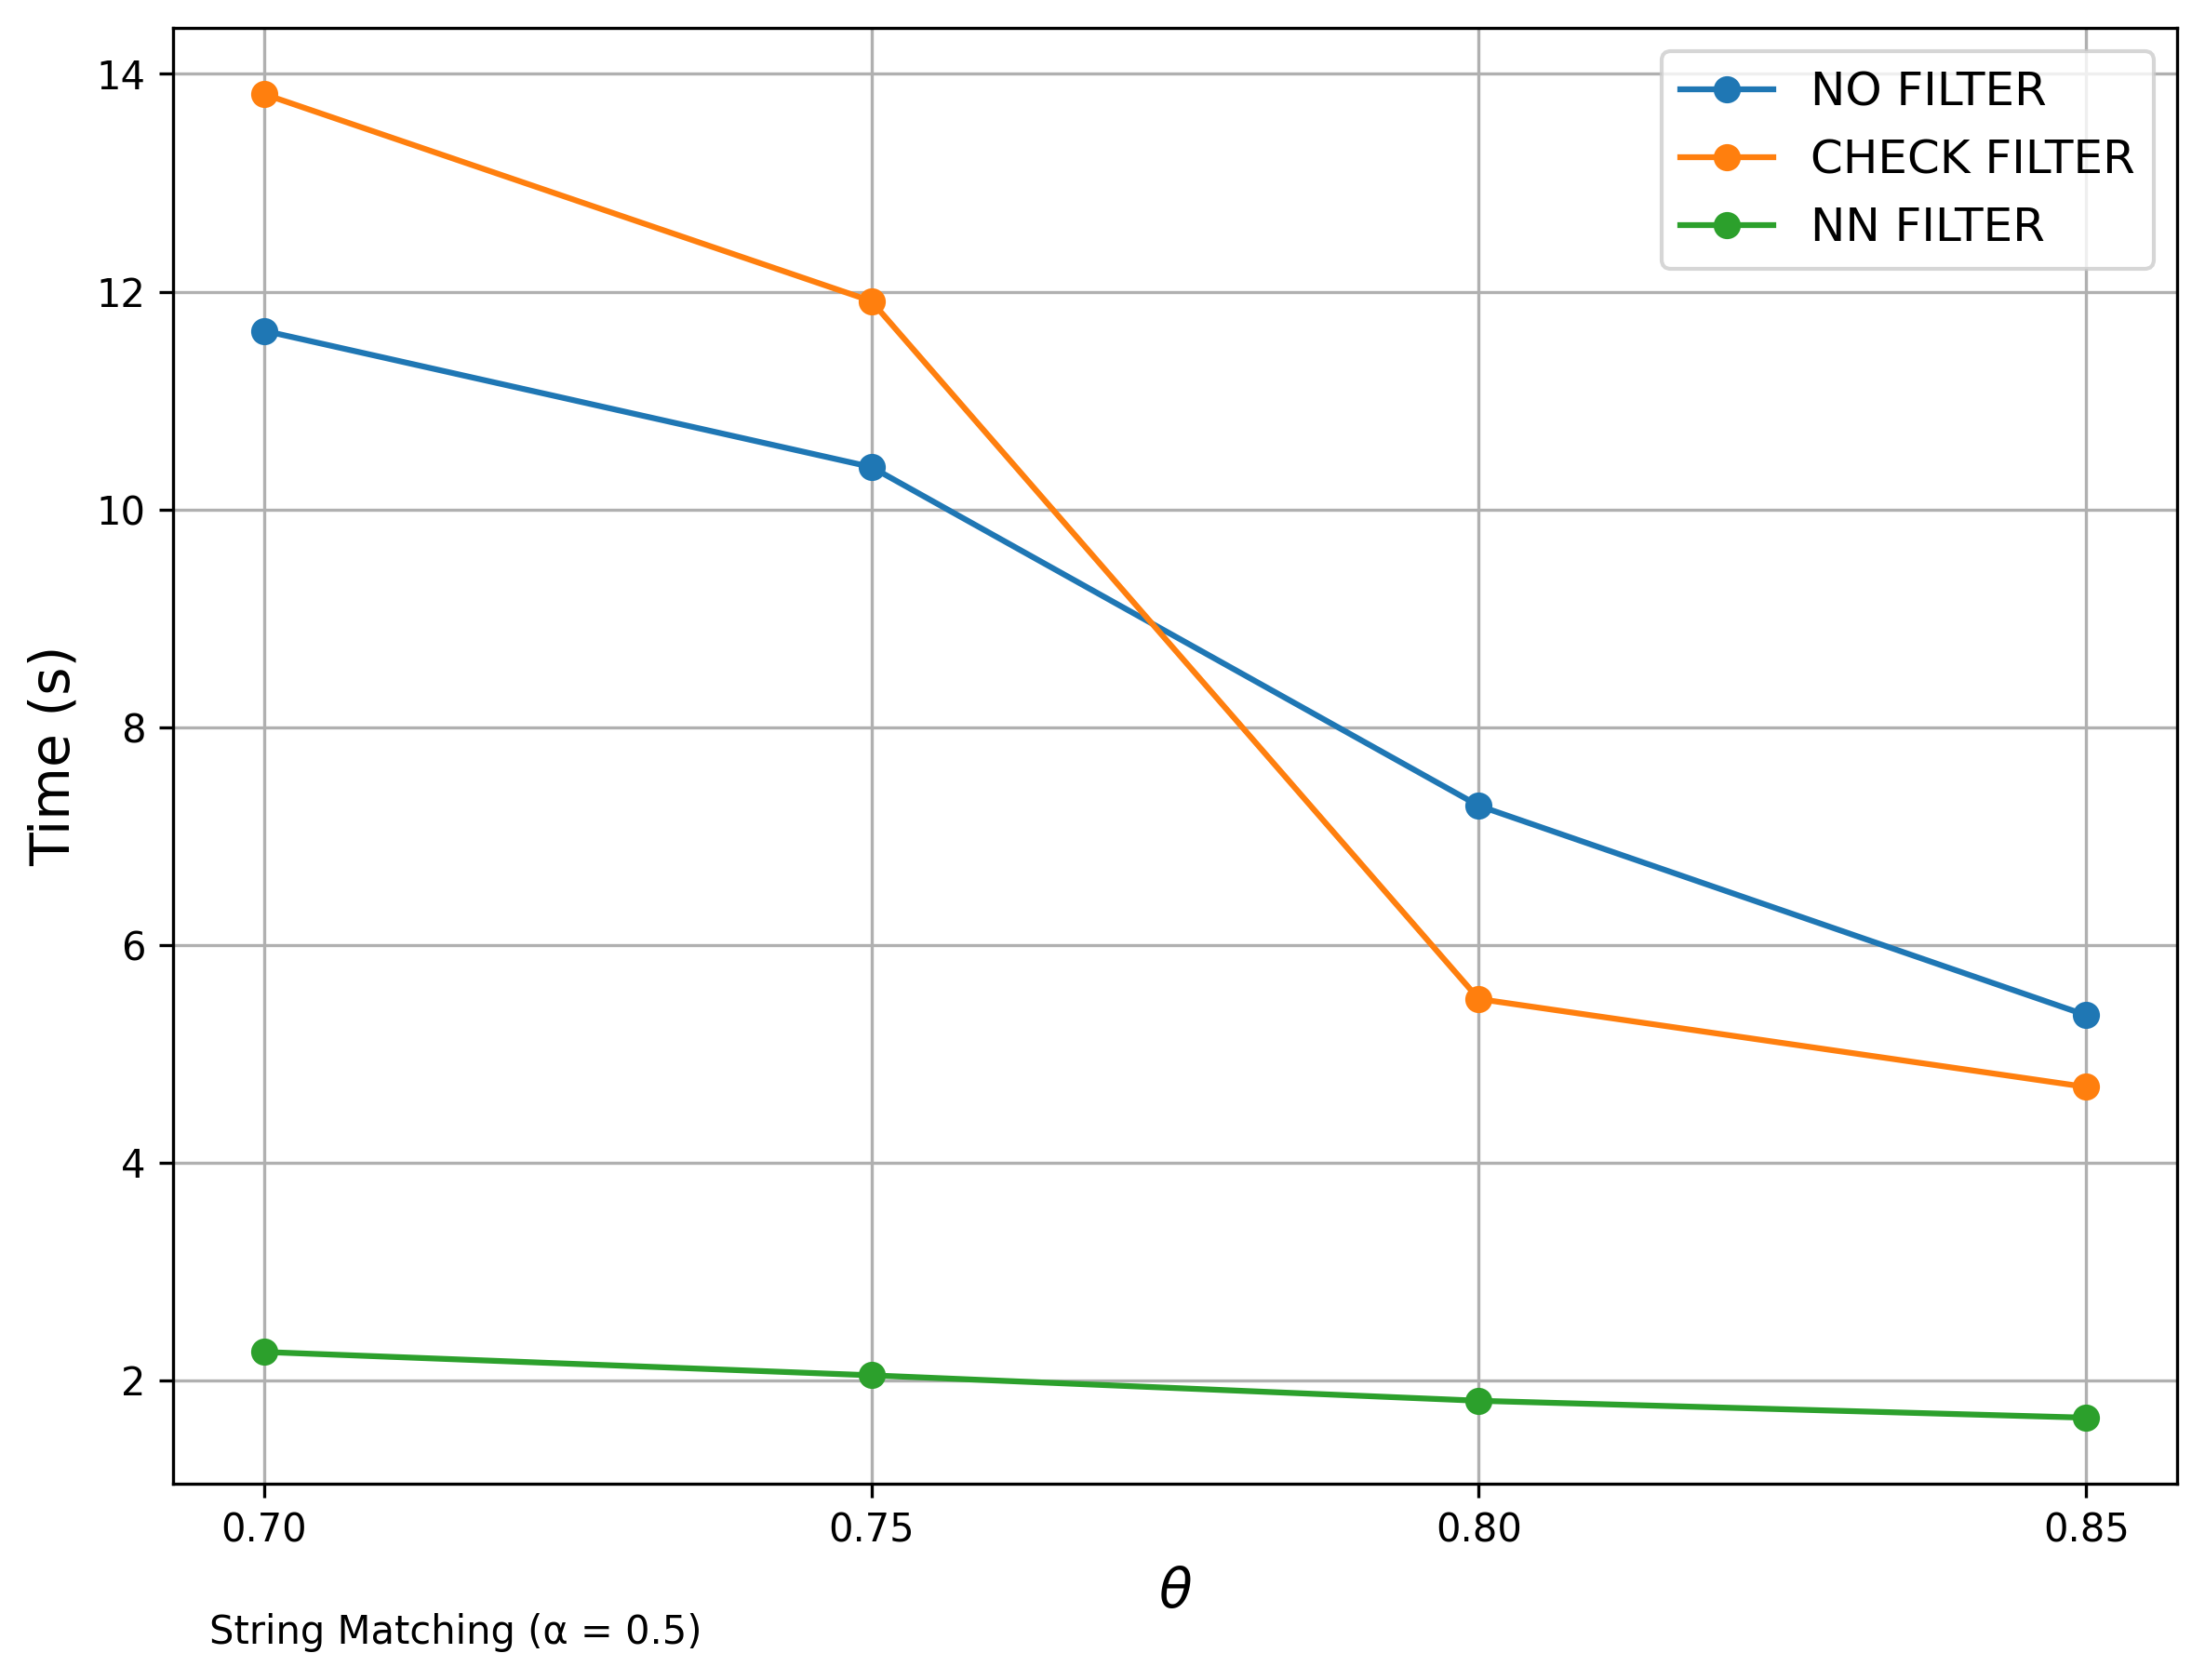 NO FILTER
CHECK FILTER
NN FILTER
14
12
10
8
6
4
2
Time (s)
0.70 0.75 0.80 0.85
θ
String Matching (α = 0.5)